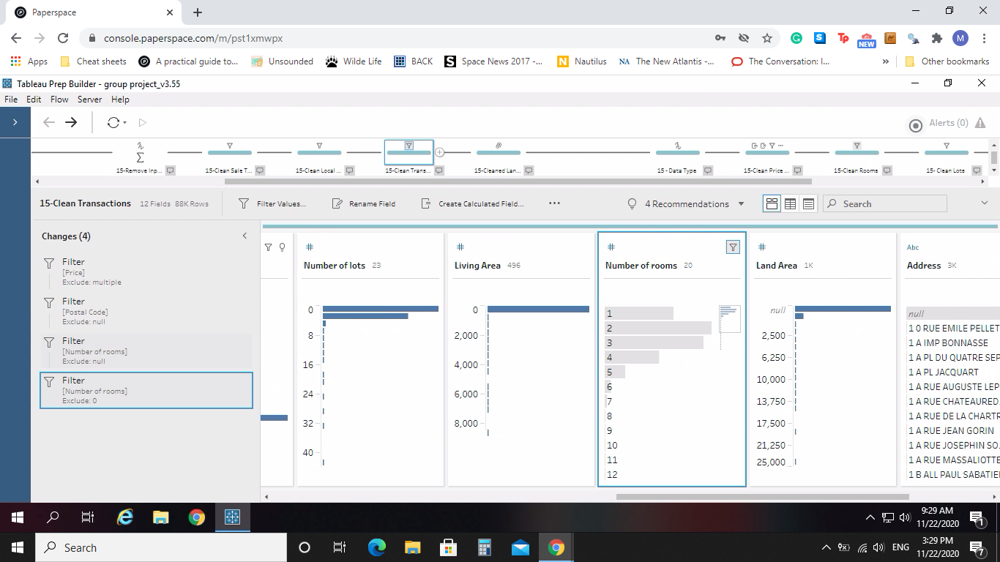 Paperspace
console.paperspace.com/m/pst1xmwpx
NEW
M
Apps
Cheat sheets
A practical guide to...
Unsounded
Wilde Life
BACK
Space News 2017 -...
Nautilus
The New Atlantis -...
The Conversation: I...
»
Other bookmarks
Tableau Prep Builder - group project_v3.55
File Edit Flow Server Help
Alerts (0)
15-Remove Inp...
15-Clean Sale T...
15-Clean Local ...
15-Clean Trans...
15-Cleaned Lan...
15 - Data Type
15-Clean Price ...
15-Clean Rooms
15- Clean Lots
15-Clean Transactions 12 Fields 88K Rows
Filter Values...
Rename Field
Create Calculated Field...
4 Recommendations
Search
Changes (4)
Filter
[Price]
Exclude: multiple
Filter
[Postal Code]
Exclude: null
Filter
[Number of rooms]
Exclude: null
Filter
[Number of rooms]
Exclude: 0
Number of lots 23
0
8
16
24
32
40
Living Area 496
0
2,000
4,000
6,000
8,000
Number of rooms 20
1
2
3
4
5
6
7
8
9
10
11
12
Land Area 1K
null
2,500
6,250
10,000
13,750
17,500
21,250
25,000
Abc
Address 3K
null
1 0 RUE EMILE PELLET
1 A IMP BONNASSE
1 A PL DU QUATRE SEP
1 A PL JACQUART
1 A RUE AUGUSTE LEP
1 A RUE CHATEAURED.
1 A RUE DE LA CHARTR
1 A RUE JEAN GORIN
1 A RUE JOSEPHIN SO..
1 A RUE MASSALIOTTE
1 B ALL PAUL SABATIE
9:29 AM
11/22/2020
1
Search
ENG
3:29 PM
11/22/2020
7